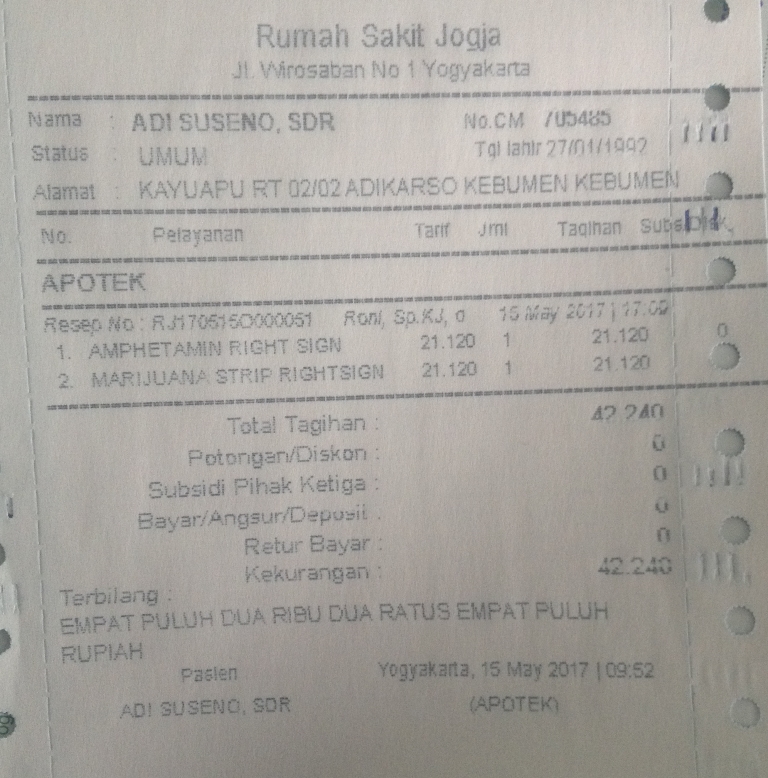 Rumah Sakit Jogja
Jl. Wirosaban No 1 Yogyakarta
Nama : ADI SUSENO, SDR No.CM 705485
Status : UMUM Tgl lahir 27/01/1992
Alamat : KAYUAPU RT 02/02 ADIKARSO KEBUMEN KEBUMEN
No. Pelayanan Tarif Jml Tagihan
APOTEK
Resep No : RJ170515O000051 Roni, Sp.KJ, d 15 May 2017 | 17:09
1. AMPHETAMIN RIGHT SIGN 21.120 1 21.120 0
2. MARIJUANA STRIP RIGHTSIGN 21.120 1 21.120
Total Tagihan : 42.240
Potongan/Diskon : 0
Subsidi Pihak Ketiga : 0
Bayar/Angsur/Deposit : 0
Retur Bayar : 0
Kekurangan : 42.240
Terbilang :
EMPAT PULUH DUA RIBU DUA RATUS EMPAT PULUH
RUPIAH
Pasien Yogyakarta, 15 May 2017 | 09:52
ADI SUSENO, SDR (APOTEK)